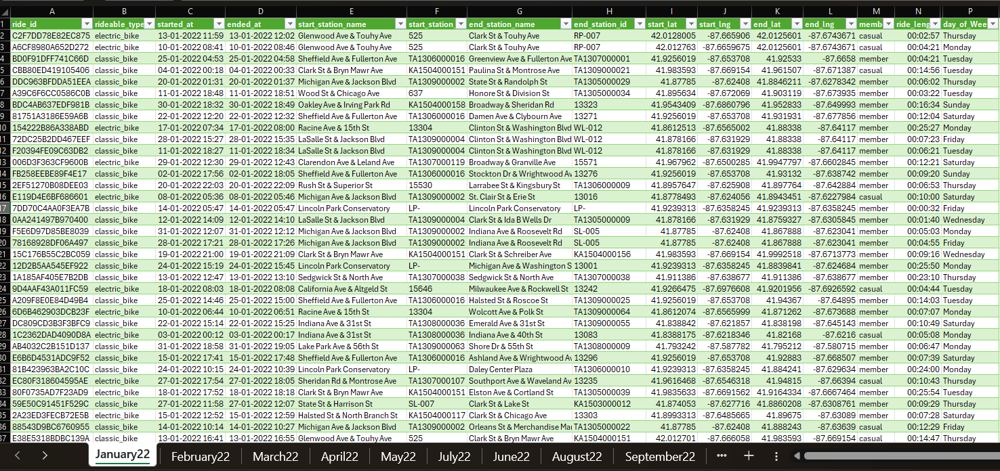 A B C D E F G H I J K L M N P
1 ride_id rideable_type started_at ended_at start_station_name start_station_ end_station_name end_station_id start_lat start_lng end_lat end_lng memb ride_leng day_of_Wee
2 C2F7DD78E82EC875 electric_bike 13-01-2022 11:59 13-01-2022 12:02 Glenwood Ave & Touhy Ave 525 Clark St & Touhy Ave RP-007 42.0128005 -87.665906 42.0125601 -87.6743671 casual 00:02:57 Thursday
3 A6CF8980A652D272 electric_bike 10-01-2022 08:41 10-01-2022 08:46 Glenwood Ave & Touhy Ave 525 Clark St & Touhy Ave RP-007 42.012763 -87.6659675 42.0125601 -87.6743671 casual 00:04:21 Monday
4 BD0F91DFF741C66D classic_bike 25-01-2022 04:53 25-01-2022 04:58 Sheffield Ave & Fullerton Ave TA1306000016 Greenview Ave & Fullerton Ave TA1307000001 41.9256019 -87.653708 41.92533 -87.6658 member 00:04:21 Tuesday
5 CBB80ED419105406 classic_bike 04-01-2022 00:18 04-01-2022 00:33 Clark St & Bryn Mawr Ave KA1504000151 Paulina St & Montrose Ave TA1309000021 41.983593 -87.669154 41.961507 -87.671387 casual 00:14:56 Tuesday
6 DDC963BFDDA51EEA classic_bike 20-01-2022 01:31 20-01-2022 01:37 Michigan Ave & Jackson Blvd TA1309000002 State St & Randolph St TA1305000029 41.87785 -87.62408 41.8846211 -87.6278342 member 00:06:02 Thursday
7 A39C6F6CC0586C0B classic_bike 11-01-2022 18:48 11-01-2022 18:51 Wood St & Chicago Ave 637 Honore St & Division St TA1305000034 41.895634 -87.672069 41.903119 -87.673935 member 00:03:22 Tuesday
8 BDC4AB637EDF981B classic_bike 30-01-2022 18:32 30-01-2022 18:49 Oakley Ave & Irving Park Rd KA1504000158 Broadway & Sheridan Rd 13323 41.9543409 -87.6860796 41.952833 -87.649993 member 00:16:34 Sunday
9 81751A3186E59A6B classic_bike 22-01-2022 12:20 22-01-2022 12:32 Sheffield Ave & Fullerton Ave TA1306000016 Damen Ave & Clybourn Ave 13271 41.9256019 -87.653708 41.931931 -87.677856 member 00:12:04 Saturday
10 154222B86A338ABD electric_bike 17-01-2022 07:34 17-01-2022 08:00 Racine Ave & 15th St 13304 Clinton St & Washington Blvd WL-012 41.8612513 -87.6565002 41.88338 -87.64117 member 00:25:27 Monday
11 72DC25B2DD467EEF classic_bike 28-01-2022 15:27 28-01-2022 15:35 LaSalle St & Jackson Blvd TA1309000004 Clinton St & Washington Blvd WL-012 41.878166 -87.631929 41.88338 -87.64117 member 00:07:23 Friday
12 F20394FE09C63DB2 classic_bike 11-01-2022 18:27 11-01-2022 18:34 LaSalle St & Jackson Blvd TA1309000004 Clinton St & Washington Blvd WL-012 41.878166 -87.631929 41.88338 -87.64117 member 00:06:21 Tuesday
13 006D3F363CF9600B electric_bike 29-01-2022 12:30 29-01-2022 12:43 Clarendon Ave & Leland Ave TA1307000119 Broadway & Granville Ave 15571 41.967962 -87.6500285 41.9947797 -87.6602845 member 00:12:21 Saturday
14 FB258EEBE89F4E17 classic_bike 02-01-2022 17:56 02-01-2022 18:05 Sheffield Ave & Fullerton Ave TA1306000016 Stockton Dr & Wrightwood Av 13276 41.9256019 -87.653708 41.93132 -87.638742 member 00:09:20 Sunday
15 2EF51270B08DEE03 classic_bike 20-01-2022 22:03 20-01-2022 22:09 Rush St & Superior St 15530 Larrabee St & Kingsbury St TA1306000009 41.8957647 -87.625908 41.897764 -87.642884 member 00:06:53 Thursday
16 E119D4E6BF686601 electric_bike 08-01-2022 05:36 08-01-2022 05:46 Michigan Ave & Jackson Blvd TA1309000002 St. Clair St & Erie St 13016 41.8778493 -87.624056 41.8943451 -87.6227984 casual 00:10:00 Saturday
17 7DD70C4AA0F3EA7B classic_bike 14-01-2022 05:47 14-01-2022 05:47 Lincoln Park Conservatory LP- Lincoln Park Conservatory LP- 41.9239313 -87.6358245 41.9239313 -87.6358245 member 00:00:32 Friday
18 0AA241497B970400 classic_bike 12-01-2022 14:09 12-01-2022 14:10 LaSalle St & Jackson Blvd TA1309000004 Clark St & Ida B Wells Dr TA1305000009 41.878166 -87.631929 41.8759327 -87.6305845 member 00:01:40 Wednesday
19 F5E6D97D85BE8039 classic_bike 31-01-2022 12:07 31-01-2022 12:12 Michigan Ave & Jackson Blvd TA1309000002 Indiana Ave & Roosevelt Rd SL-005 41.87785 -87.62408 41.867888 -87.623041 member 00:05:03 Monday
20 78168928DF06A497 classic_bike 28-01-2022 17:21 28-01-2022 17:26 Michigan Ave & Jackson Blvd TA1309000002 Indiana Ave & Roosevelt Rd SL-005 41.87785 -87.62408 41.867888 -87.623041 member 00:04:55 Friday
21 15C176B55C2BC059 classic_bike 19-01-2022 21:00 19-01-2022 21:09 Clark St & Bryn Mawr Ave KA1504000151 Clark St & Schreiber Ave KA1504000156 41.983593 -87.669154 41.9992518 -87.6713773 member 00:09:16 Wednesday
22 12D2B5AA545EF922 classic_bike 24-01-2022 15:19 24-01-2022 15:45 Lincoln Park Conservatory LP- Michigan Ave & Washington S 13001 41.9239313 -87.6358245 41.8839841 -87.624684 member 00:25:50 Monday
23 1A185AF405E7B2DB classic_bike 13-01-2022 12:47 13-01-2022 13:10 Sedgwick St & North Ave TA1307000038 Sedgwick St & North Ave TA1307000038 41.911386 -87.638677 41.911386 -87.638677 member 00:23:10 Thursday
24 9D4AAF43A011FC59 electric_bike 18-01-2022 08:03 18-01-2022 08:08 California Ave & Altgeld St 15646 Milwaukee Ave & Rockwell St 13242 41.9266475 -87.6976608 41.9201956 -87.6926592 casual 00:04:44 Tuesday
25 A209F8E0E84D49B4 classic_bike 25-01-2022 14:46 25-01-2022 15:00 Sheffield Ave & Fullerton Ave TA1306000016 Halsted St & Roscoe St TA1309000025 41.9256019 -87.653708 41.94367 -87.64895 member 00:14:03 Tuesday
26 6D6B462903DCB23F electric_bike 10-01-2022 06:44 10-01-2022 06:51 Racine Ave & 15th St 13304 Wolcott Ave & Polk St TA1309000064 41.8612074 -87.6565999 41.871262 -87.673688 member 00:07:07 Monday
27 DC809CD3B3F3BFC9 classic_bike 22-01-2022 15:14 22-01-2022 15:25 Indiana Ave & 31st St TA1308000036 Emerald Ave & 31st St TA1309000055 41.838842 -87.621857 41.838198 -87.645143 member 00:10:49 Saturday
28 1C2362DAD4090D8A electric_bike 03-01-2022 00:12 03-01-2022 00:17 Indiana Ave & 31st St TA1308000036 Indiana Ave & 40th St 13083 41.8388175 -87.6218346 41.82168 -87.6216 casual 00:05:08 Monday
29 AB4032C2B151D137 classic_bike 31-01-2022 18:58 31-01-2022 19:05 Lake Park Ave & 56th St TA1309000063 Shore Dr & 55th St TA1308000009 41.793242 -87.587782 41.795212 -87.580715 member 00:06:47 Monday
30 E6B6D4531ADC9F52 classic_bike 15-01-2022 17:41 15-01-2022 17:48 Sheffield Ave & Fullerton Ave TA1306000016 Ashland Ave & Wrightwood Av 13296 41.9256019 -87.653708 41.92883 -87.668507 member 00:07:39 Saturday
31 81B423963BA2C10C classic_bike 24-01-2022 10:15 24-01-2022 10:39 Lincoln Park Conservatory LP- Daley Center Plaza TA1306000010 41.9239313 -87.6358245 41.884241 -87.629634 member 00:24:00 Monday
32 EC80F318604595AE electric_bike 27-01-2022 17:54 27-01-2022 18:05 Sheridan Rd & Montrose Ave TA1307000107 Southport Ave & Waveland Av 13235 41.9616468 -87.6546318 41.94815 -87.66394 casual 00:10:43 Thursday
33 80F0735AD7F23AD9 electric_bike 18-01-2022 17:52 18-01-2022 18:18 Clark St & Bryn Mawr Ave KA1504000151 Elston Ave & Cortland St TA1305000039 41.9835633 -87.6691562 41.9164334 -87.6667464 member 00:25:54 Tuesday
34 59E50C91451F529C classic_bike 27-01-2022 11:58 27-01-2022 12:07 State St & Harrison St SL-007 Clark St & Lake St KA1503000012 41.874053 -87.627716 41.8860208 -87.6308761 member 00:09:29 Thursday
35 2A23ED3FECB72E5B electric_bike 15-01-2022 12:52 15-01-2022 12:59 Halsted St & North Branch St KA1504000117 Clark St & Chicago Ave 13303 41.8993313 -87.6485665 41.89675 -87.63089 member 00:07:28 Saturday
36 88543D9BC6760955 classic_bike 14-01-2022 10:14 14-01-2022 10:27 Michigan Ave & Jackson Blvd TA1309000002 Orleans St & Merchandise Mar TA1305000022 41.87785 -87.62408 41.888243 -87.63639 casual 00:12:29 Friday
37 E38E5318BDBC139A classic_bike 13-01-2022 16:41 13-01-2022 16:55 Glenwood Ave & Touhy Ave 525 Clark St & Bryn Mawr Ave KA1504000151 42.012701 -87.666058 41.983593 -87.669154 casual 00:14:47 Thursday
January22 February22 March22 April22 May22 July22 June22 August22 September22